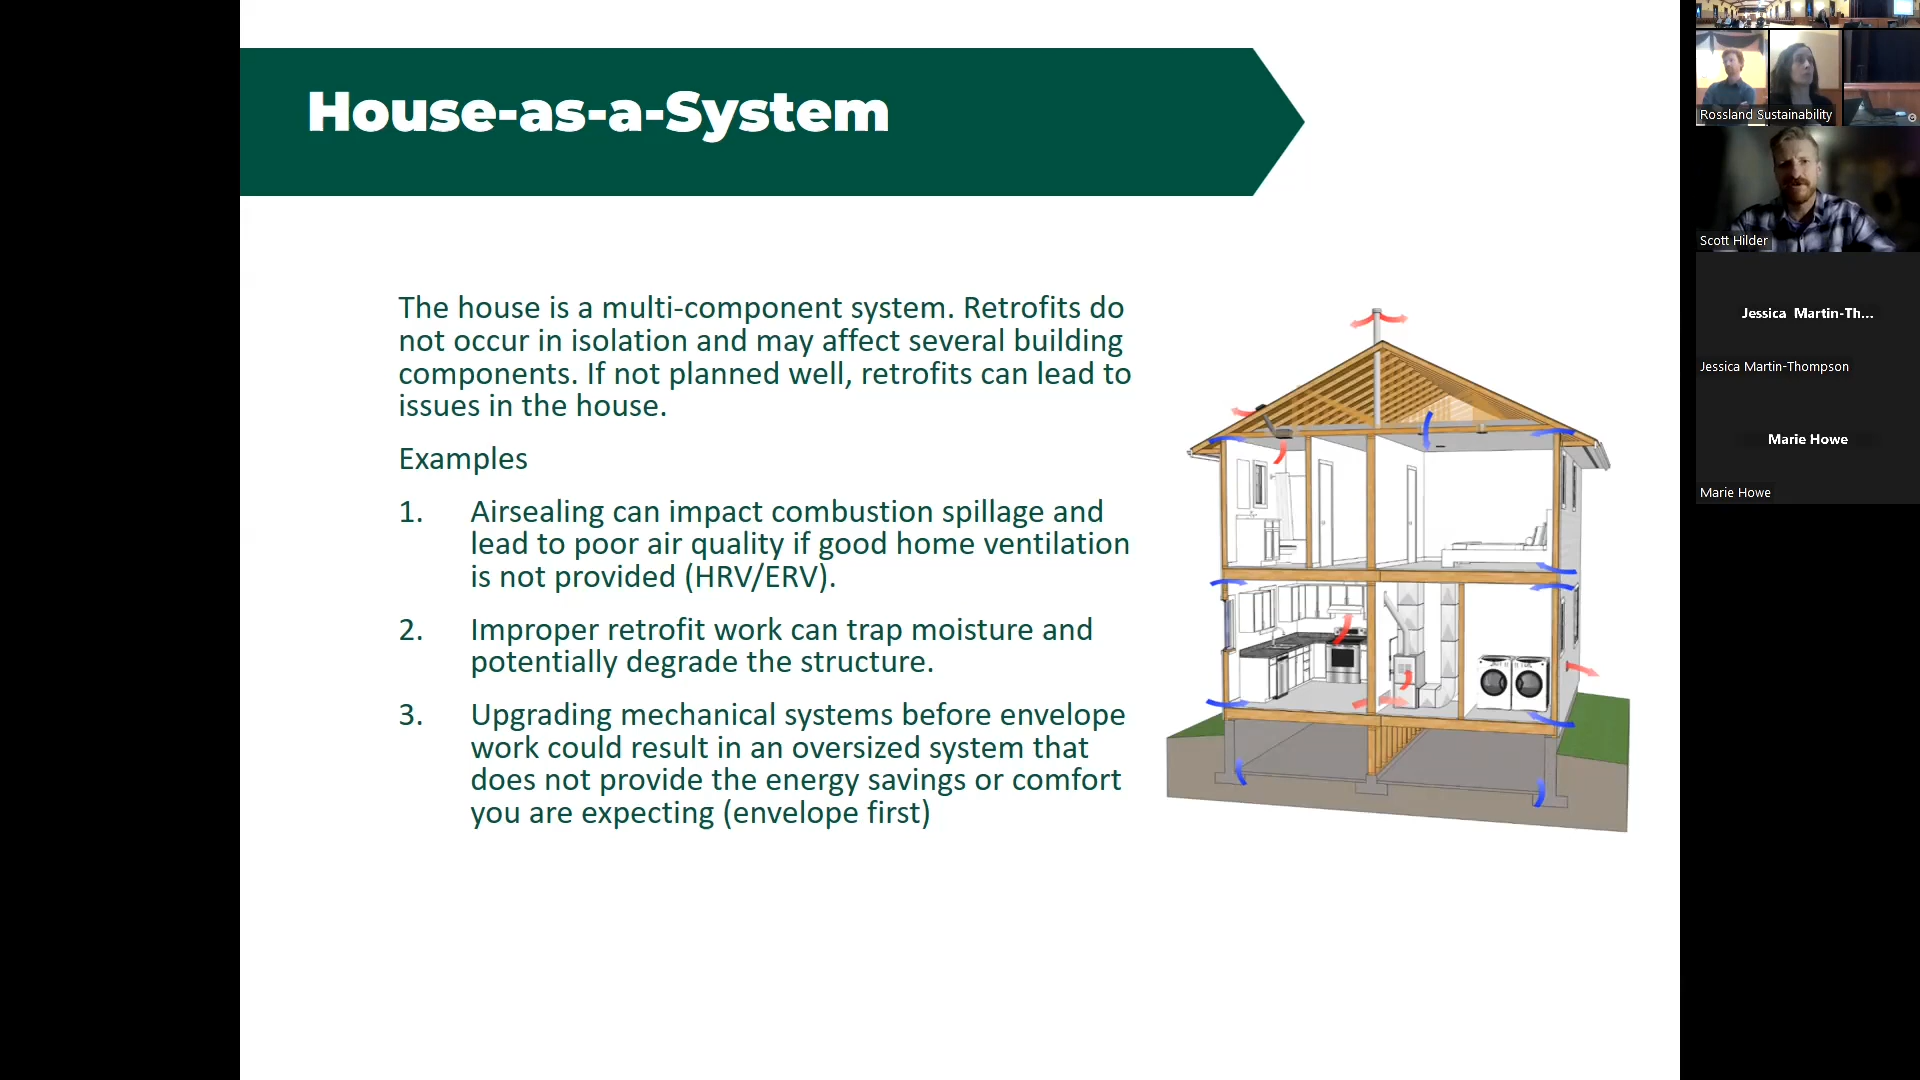 House-as-a-System
The house is a multi-component system. Retrofits do
not occur in isolation and may affect several building
components. If not planned well, retrofits can lead to
issues in the house.
Examples
1. Airsealing can impact combustion spillage and
lead to poor air quality if good home ventilation
is not provided (HRV/ERV).
2. Improper retrofit work can trap moisture and
potentially degrade the structure.
3. Upgrading mechanical systems before envelope
work could result in an oversized system that
does not provide the energy savings or comfort
you are expecting (envelope first)
Rossland Sustainability
Scott Hilder
Jessica Martin-Th...
Jessica Martin-Thompson
Marie Howe
Marie Howe